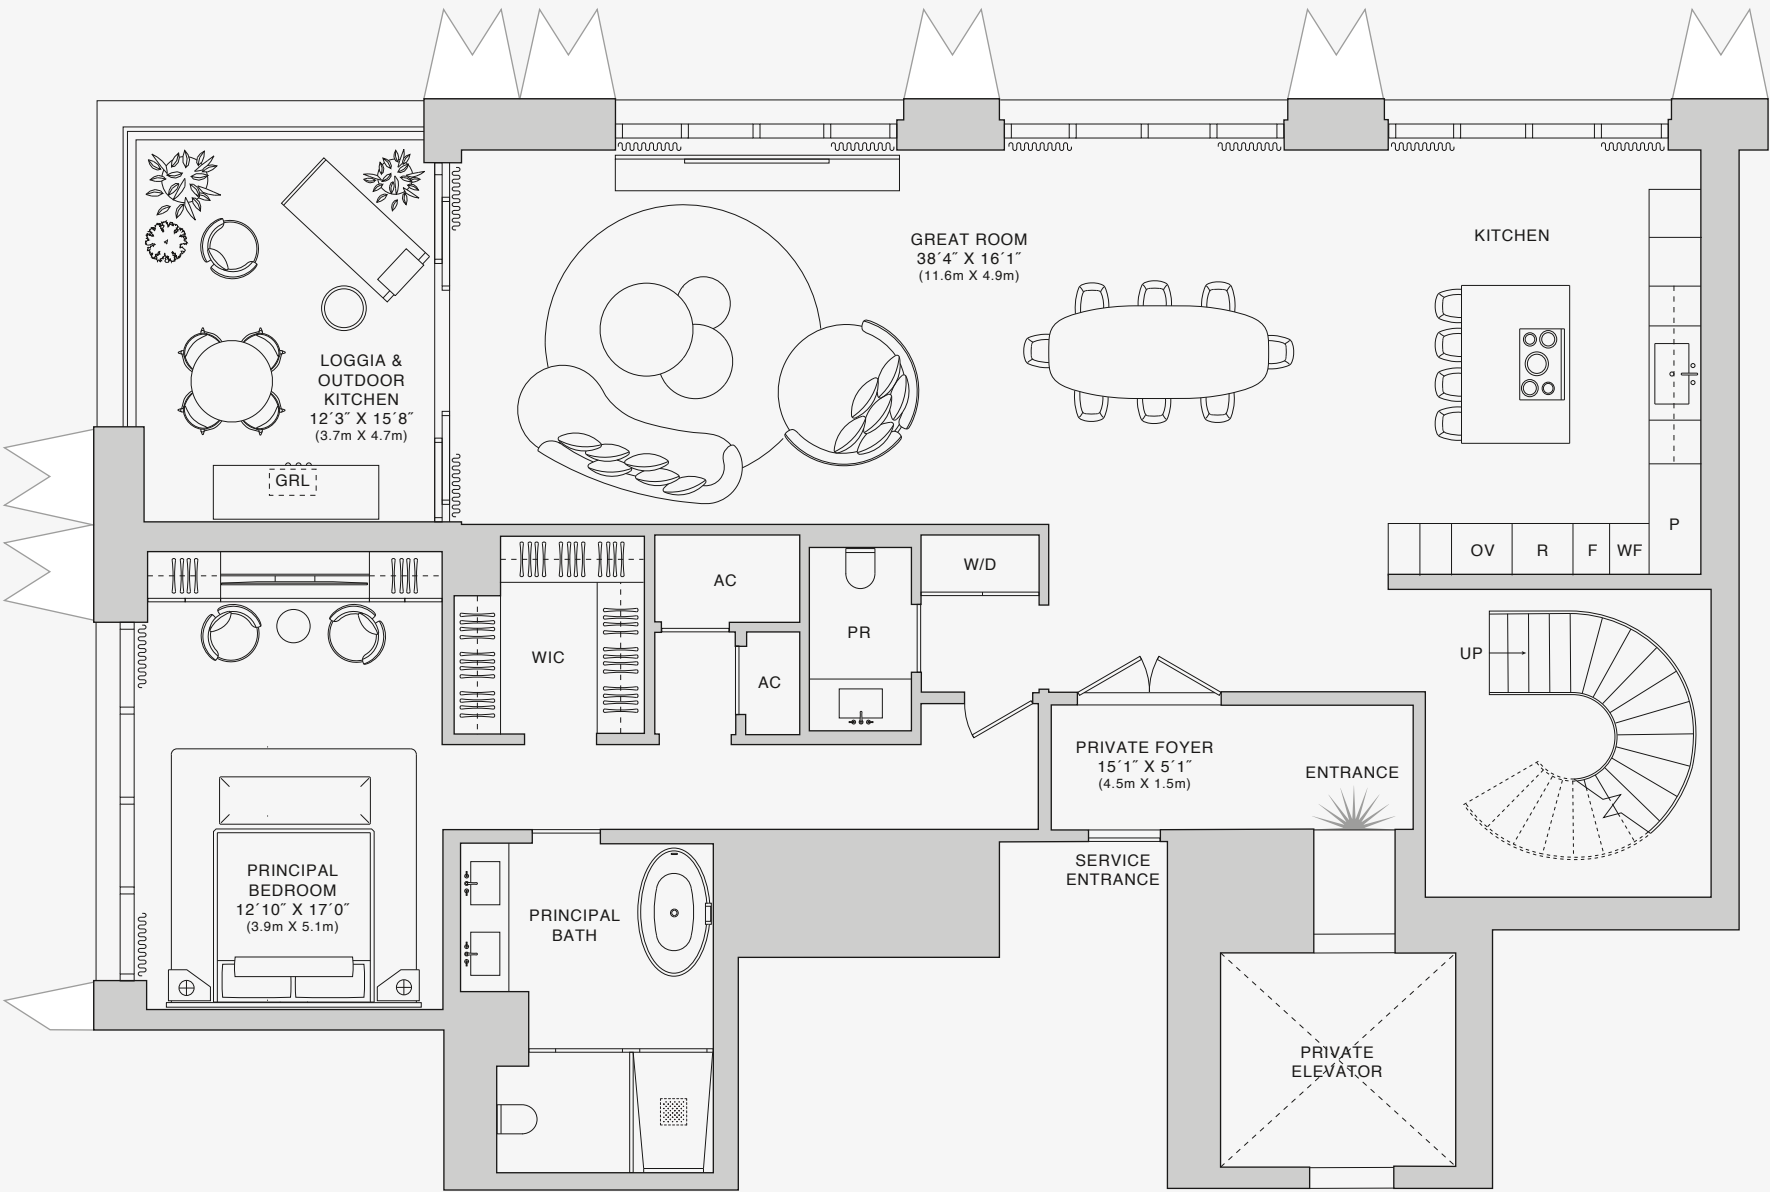 GREAT ROOM
38´4˝ X 16´1˝
(11.6m X 4.9m)
KITCHEN
LOGGIA &
OUTDOOR
KITCHEN
12´3˝ X 15´8˝
(3.7m X 4.7m)
GRL
P
OV
R
F
WF
W/D
AC
PR
WIC
AC
UP
PRIVATE FOYER
15´1˝ X 5´1˝
(4.5m X 1.5m)
ENTRANCE
SERVICE
ENTRANCE
PRINCIPAL
BEDROOM
12´10˝ X 17´0˝
(3.9m X 5.1m)
PRINCIPAL
BATH
PRIVATE
ELEVATOR